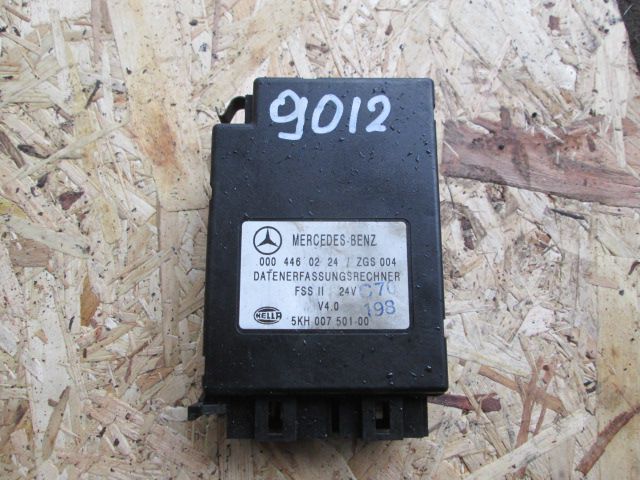 9012
MERCEDES-BENZ
000 446 02 24 / ZGS 004
DATENERFASSUNGSRECHNER
FSS II 24V C70
V4.0 198
HELLA 5KH 007 501-00